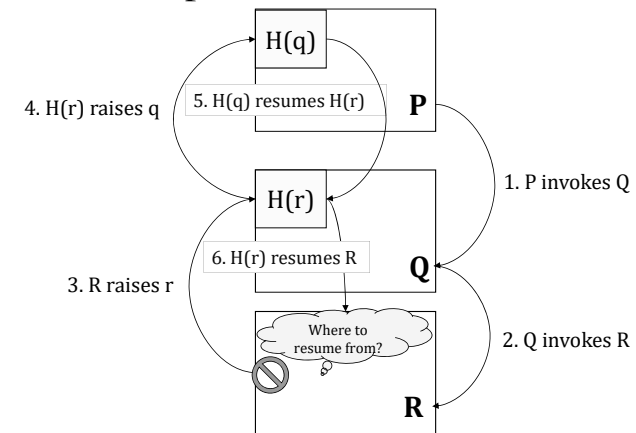 H(q)
5. H(q) resumes H(r)
P
4. H(r) raises q
1. P invokes Q
H(r)
6. H(r) resumes R
Q
3. R raises r
2. Q invokes R
Where to
resume from?
R